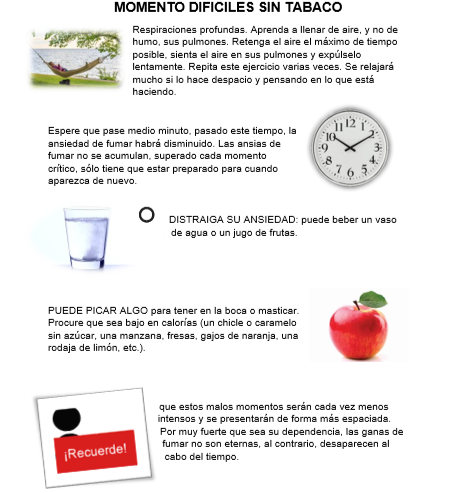 MOMENTO DIFICILES SIN TABACO
Respiraciones profundas. Aprenda a llenar de aire, y no de
humo, sus pulmones. Retenga el aire el máximo de tiempo
posible, sienta el aire en sus pulmones y expúlselo
lentamente. Repita este ejercicio varias veces. Se relajará
mucho si lo hace despacio y pensando en lo que está
haciendo.
Espere que pase medio minuto, pasado este tiempo, la
ansiedad de fumar habrá disminuido. Las ansias de
fumar no se acumulan, superado cada momento
crítico, sólo tiene que estar preparado para cuando
aparezca de nuevo.
12
1
2
3
4
5
6
7
8
9
10
11
DISTRAIGA SU ANSIEDAD: puede beber un vaso
de agua o un jugo de frutas.
PUEDE PICAR ALGO para tener en la boca o masticar.
Procure que sea bajo en calorías (un chicle o caramelo
sin azúcar, una manzana, fresas, gajos de naranja, una
rodaja de limón, etc.).
¡Recuerde!
que estos malos momentos serán cada vez menos
intensos y se presentarán de forma más espaciada.
Por muy fuerte que sea su dependencia, las ganas de
fumar no son eternas, al contrario, desaparecen al
cabo del tiempo.